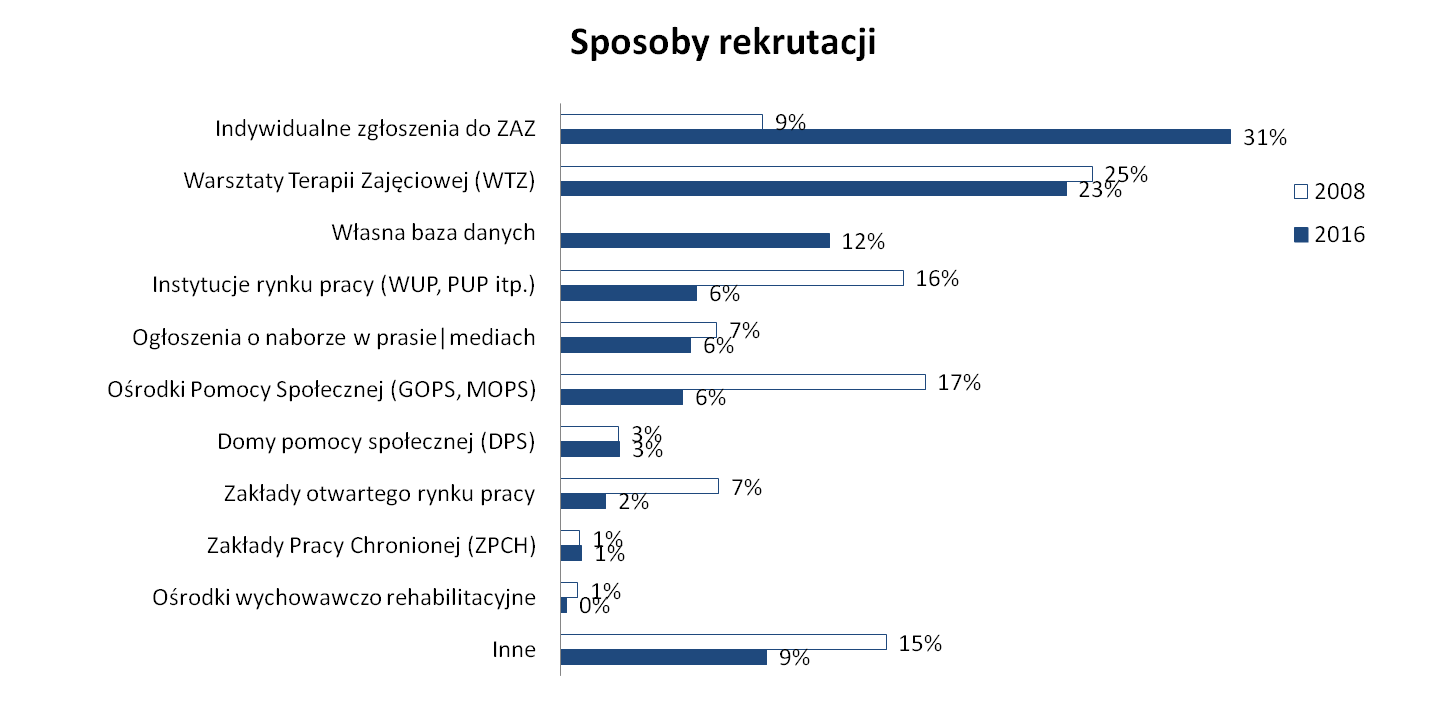 Sposoby rekrutacji
Indywidualne zgłoszenia do ZAZ
9%
31%
Warsztaty Terapii Zajęciowej (WTZ)
25%
23%
2008
2016
Własna baza danych
12%
Instytucje rynku pracy (WUP, PUP itp.)
16%
6%
Ogłoszenia o naborze w prasie|mediach
7%
6%
Ośrodki Pomocy Społecznej (GOPS, MOPS)
17%
6%
Domy pomocy społecznej (DPS)
3%
3%
Zakłady otwartego rynku pracy
7%
2%
Zakłady Pracy Chronionej (ZPCH)
1%
1%
Ośrodki wychowawczo rehabilitacyjne
1%
0%
Inne
15%
9%